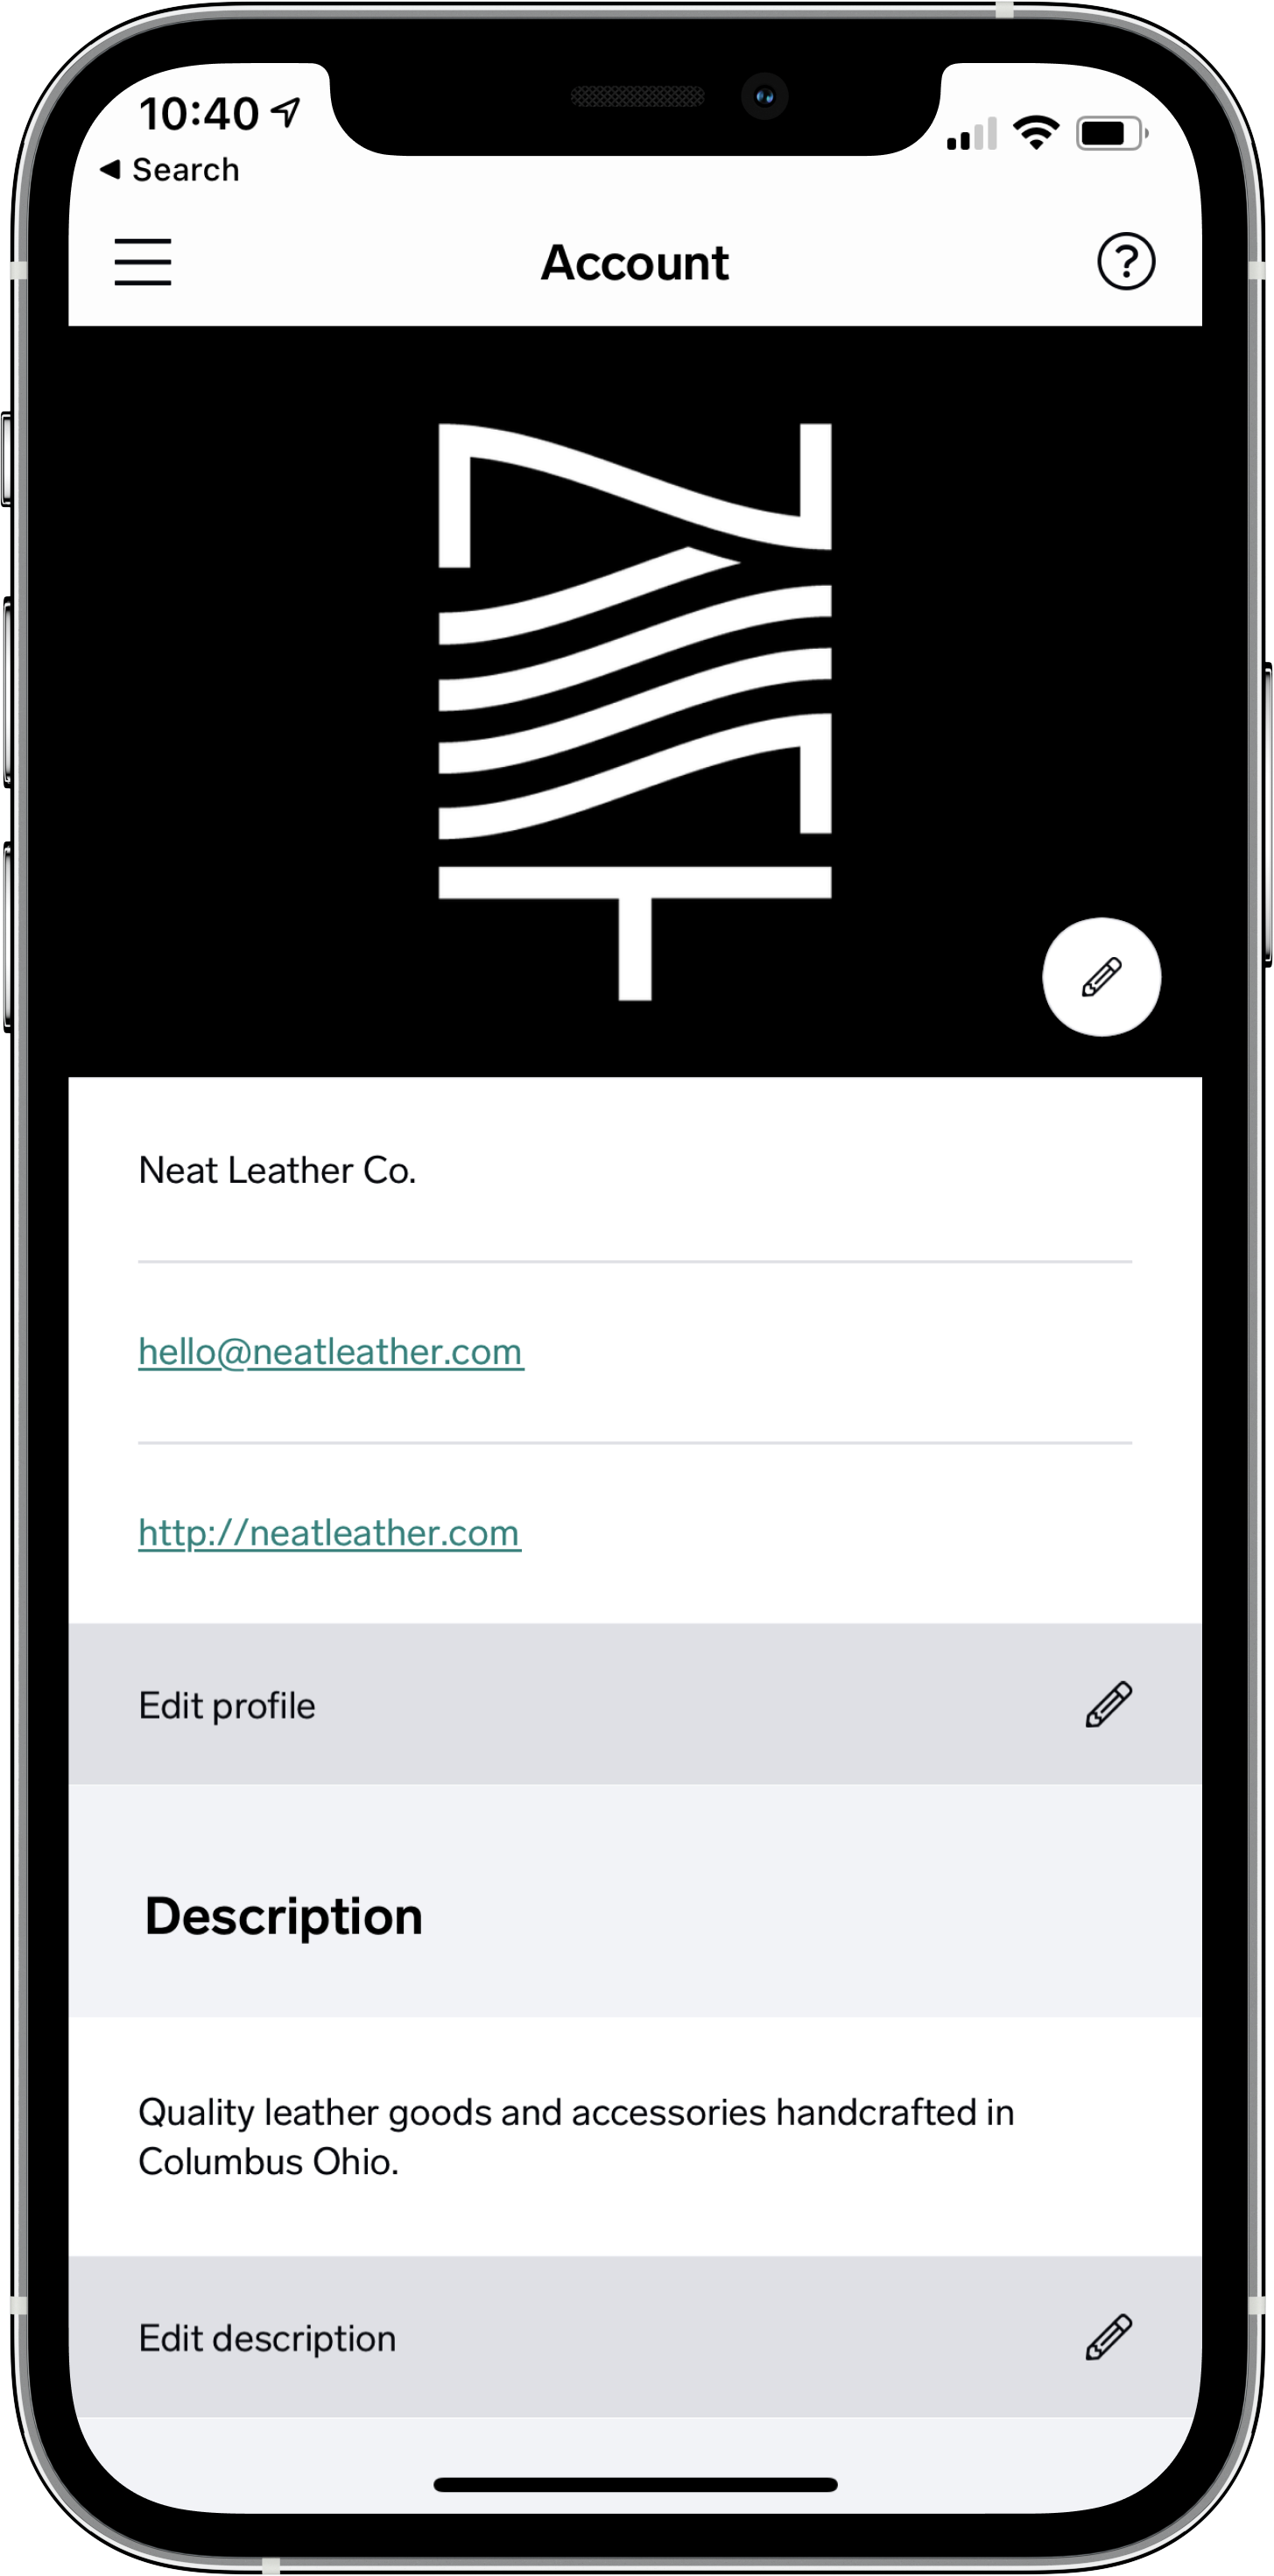 10:40
Search
Account
Neat Leather Co.
hello@neatleather.com
http://neatleather.com
Edit profile
Description
Quality leather goods and accessories handcrafted in
Columbus Ohio.
Edit description